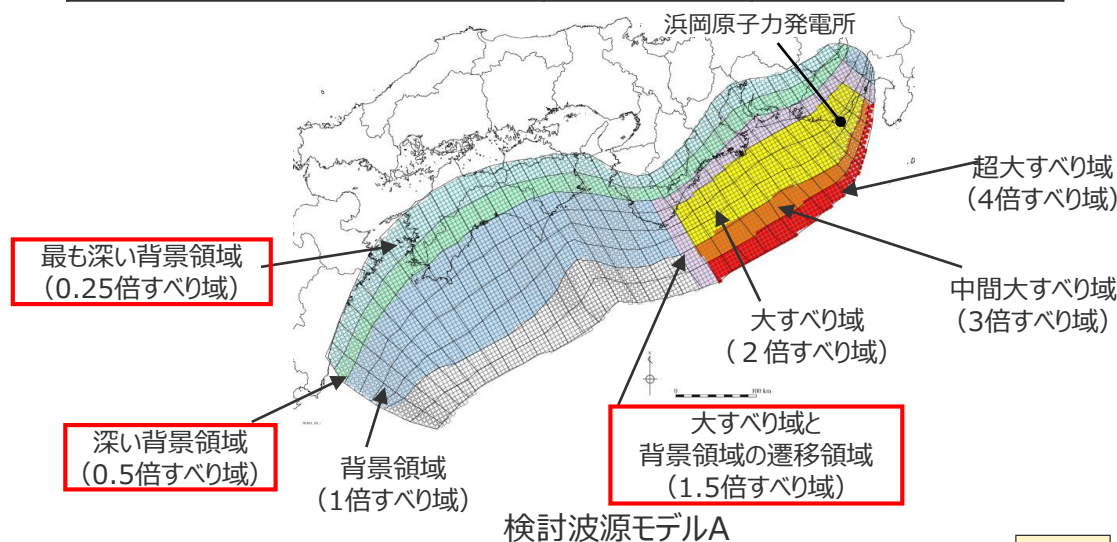 浜岡原子力発電所
超大すべり域
（4倍すべり域）
最も深い背景領域
（0.25倍すべり域）
中間大すべり域
（3倍すべり域）
大すべり域
（２倍すべり域）
0 100 km
深い背景領域
（0.5倍すべり域）
背景領域
（1倍すべり域）
大すべり域と
背景領域の遷移領域
（1.5倍すべり域）
検討波源モデルA